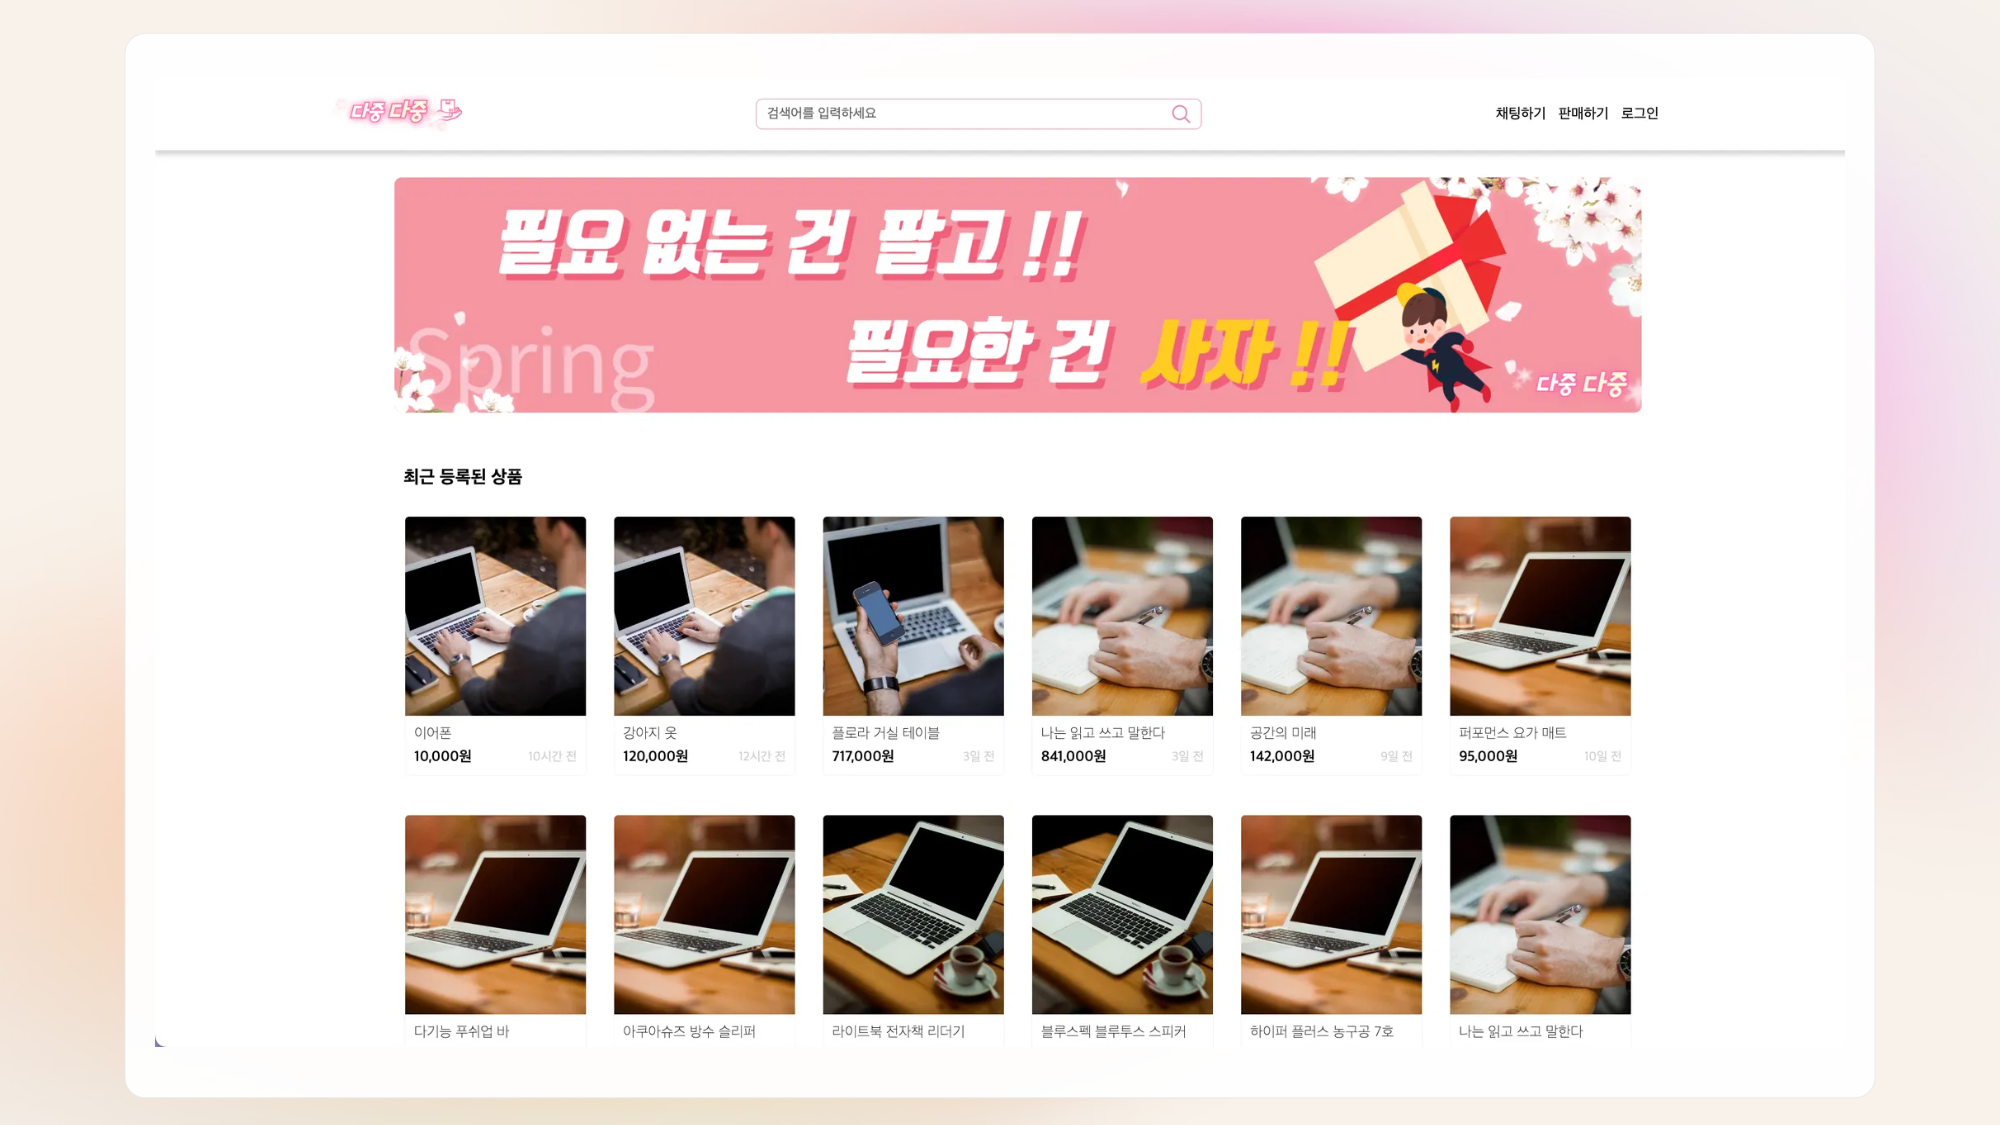 다중 다중
검색어를 입력하세요
채팅하기 판매하기 로그인
필요 없는 건 팔고 !!
필요한 건 사자 !!
Spring
다중 다중
최근 등록된 상품
이어폰
10,000원 10시간 전
강아지 옷
120,000원 12시간 전
플로라 거실 테이블
717,000원 3일 전
나는 읽고 쓰고 말한다
841,000원 3일 전
공간의 미래
142,000원 9일 전
퍼포먼스 요가 매트
95,000원 10일 전
다기능 푸쉬업 바
아쿠아슈즈 방수 슬리퍼
라이트북 전자책 리더기
블루스펙 블루투스 스피커
하이퍼 플러스 농구공 7호
나는 읽고 쓰고 말한다